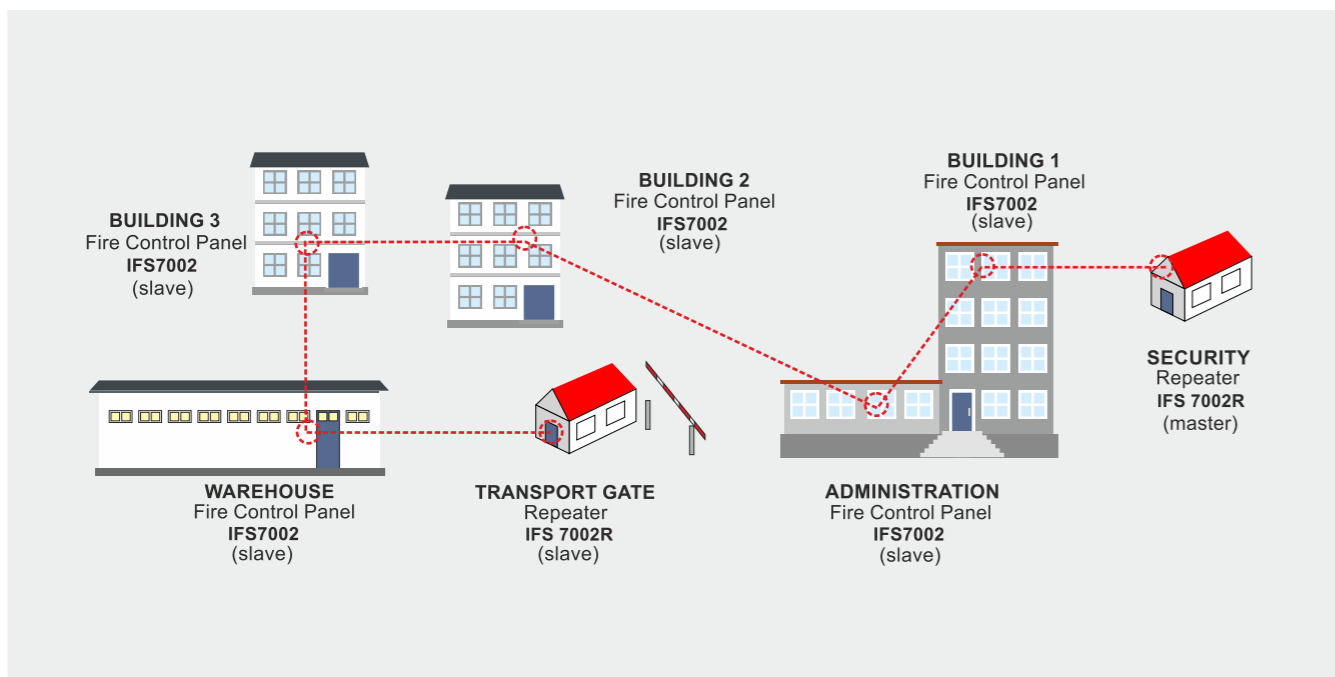 BUILDING 3
Fire Control Panel
IFS7002
(slave)
BUILDING 2
Fire Control Panel
IFS7002
(slave)
BUILDING 1
Fire Control Panel
IFS7002
(slave)
SECURITY
Repeater
IFS 7002R
(master)
WAREHOUSE
Fire Control Panel
IFS7002
(slave)
TRANSPORT GATE
Repeater
IFS 7002R
(slave)
ADMINISTRATION
Fire Control Panel
IFS7002
(slave)